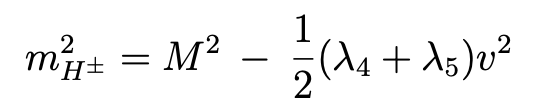 $m_{H^\pm}^2 = M^2 - \frac{1}{2}(\lambda_4 + \lambda_5)v^2$